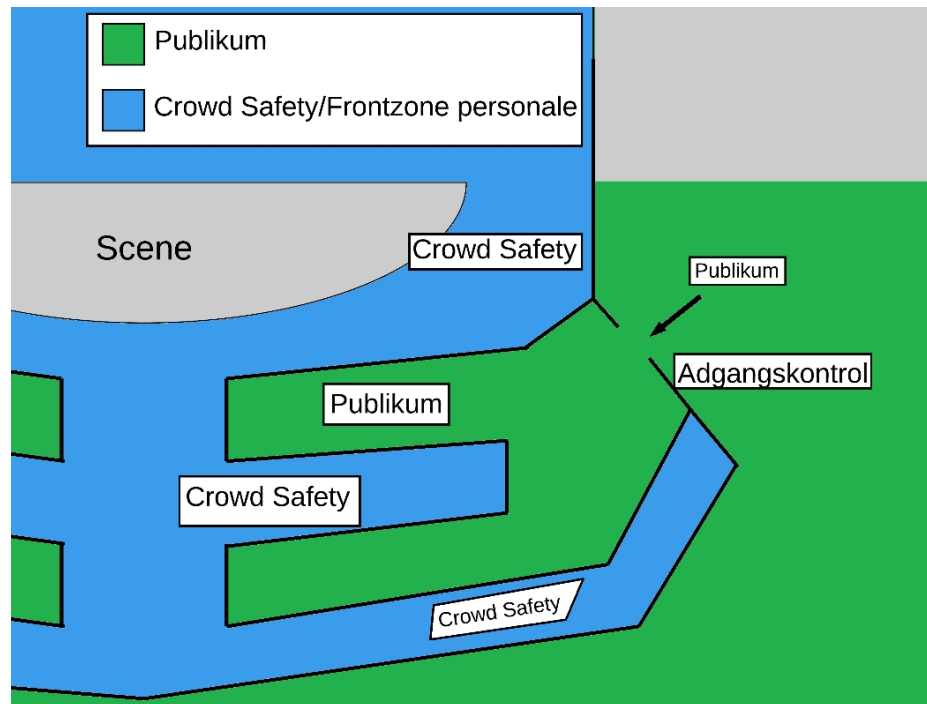 Publikum
Crowd Safety/Frontzone personale
Scene
Crowd Safety
Publikum
Adgangskontrol
Publikum
Crowd Safety
Crowd Safety